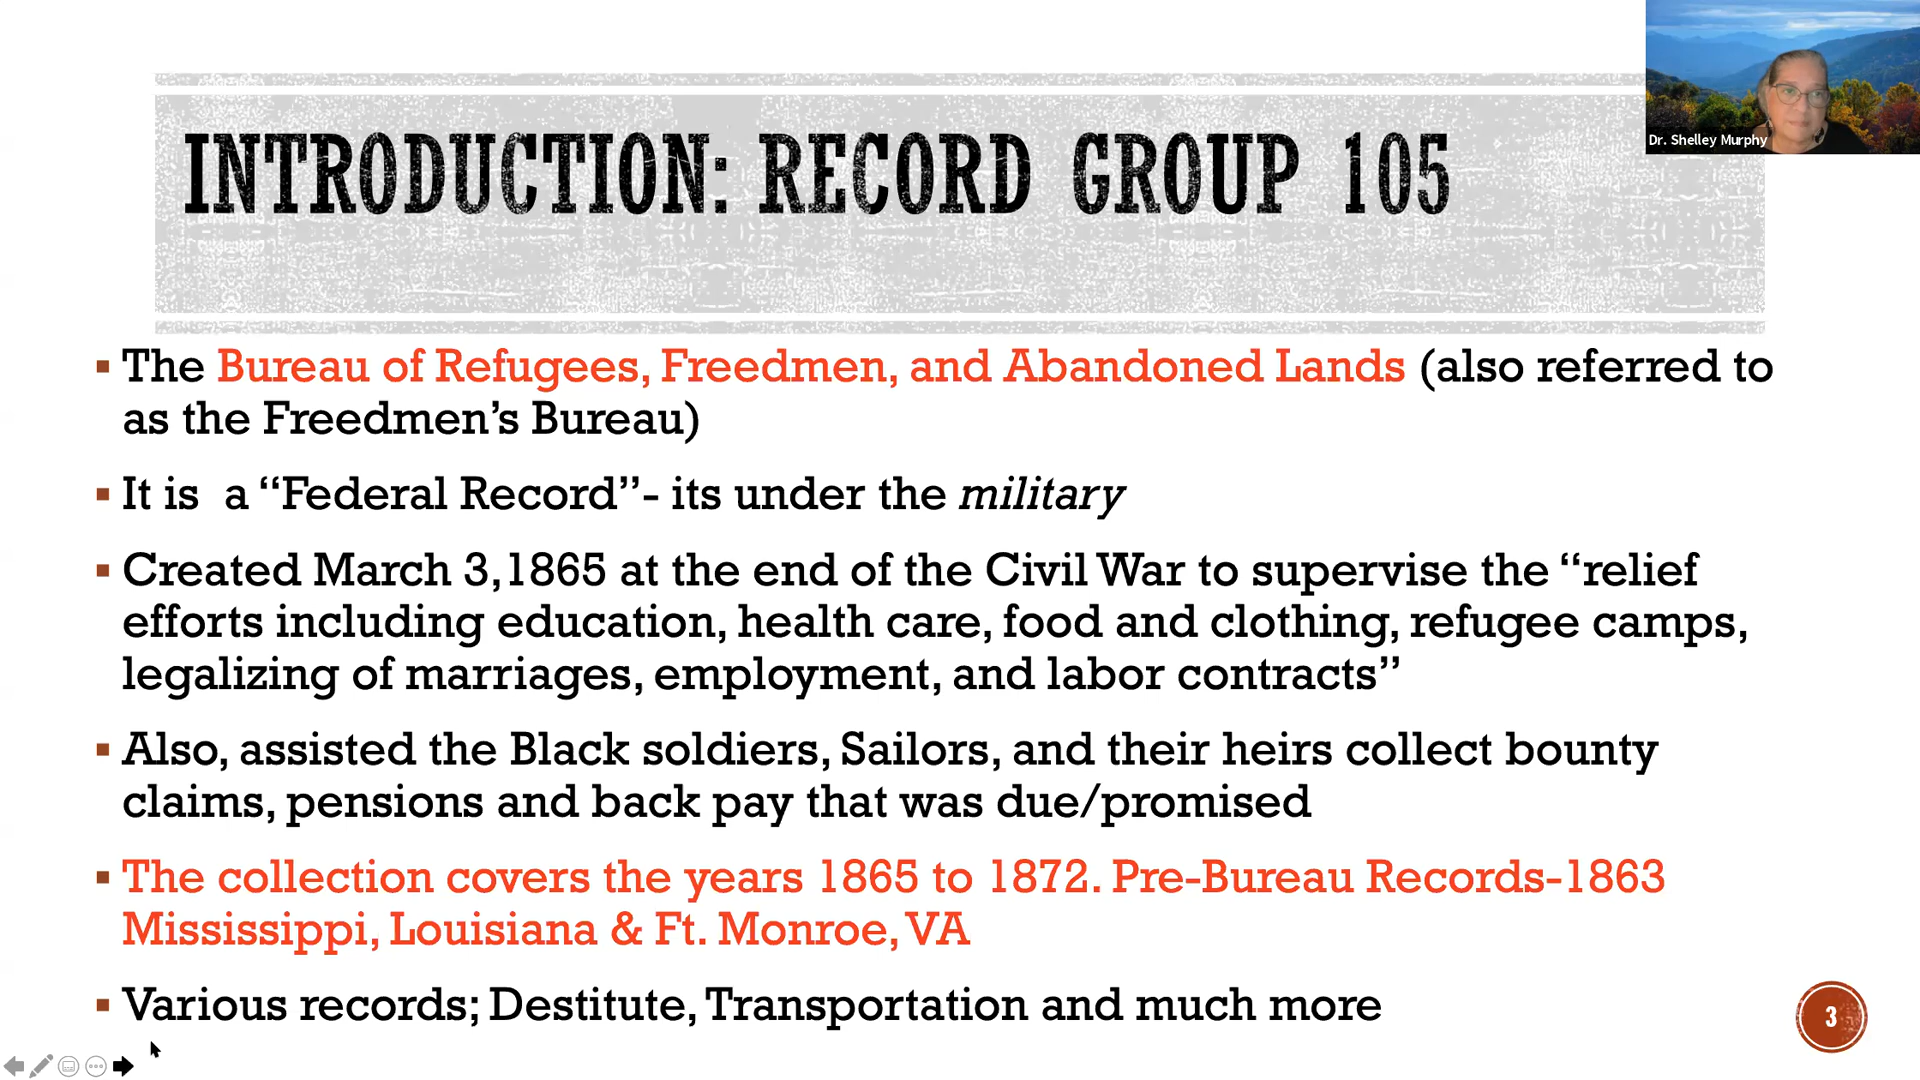 INTRODUCTION: RECORD GROUP 105
Dr. Shelley Murphy
The Bureau of Refugees, Freedmen, and Abandoned Lands (also referred to
as the Freedmen’s Bureau)
It is a “Federal Record”- its under the military
Created March 3,1865 at the end of the Civil War to supervise the “relief
efforts including education, health care, food and clothing, refugee camps,
legalizing of marriages, employment, and labor contracts”
Also, assisted the Black soldiers, Sailors, and their heirs collect bounty
claims, pensions and back pay that was due/promised
The collection covers the years 1865 to 1872. Pre-Bureau Records-1863
Mississippi, Louisiana & Ft. Monroe, VA
Various records; Destitute, Transportation and much more
3